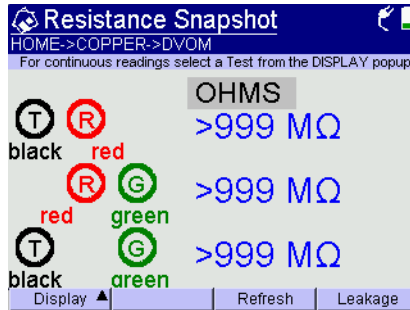 Resistance Snapshot
HOME->COPPER->DVOM
For continuous readings select a Test from the DISPLAY popup
OHMS
T R >999 MΩ
black red
R G >999 MΩ
red green
T G >999 MΩ
black green
Display Refresh Leakage